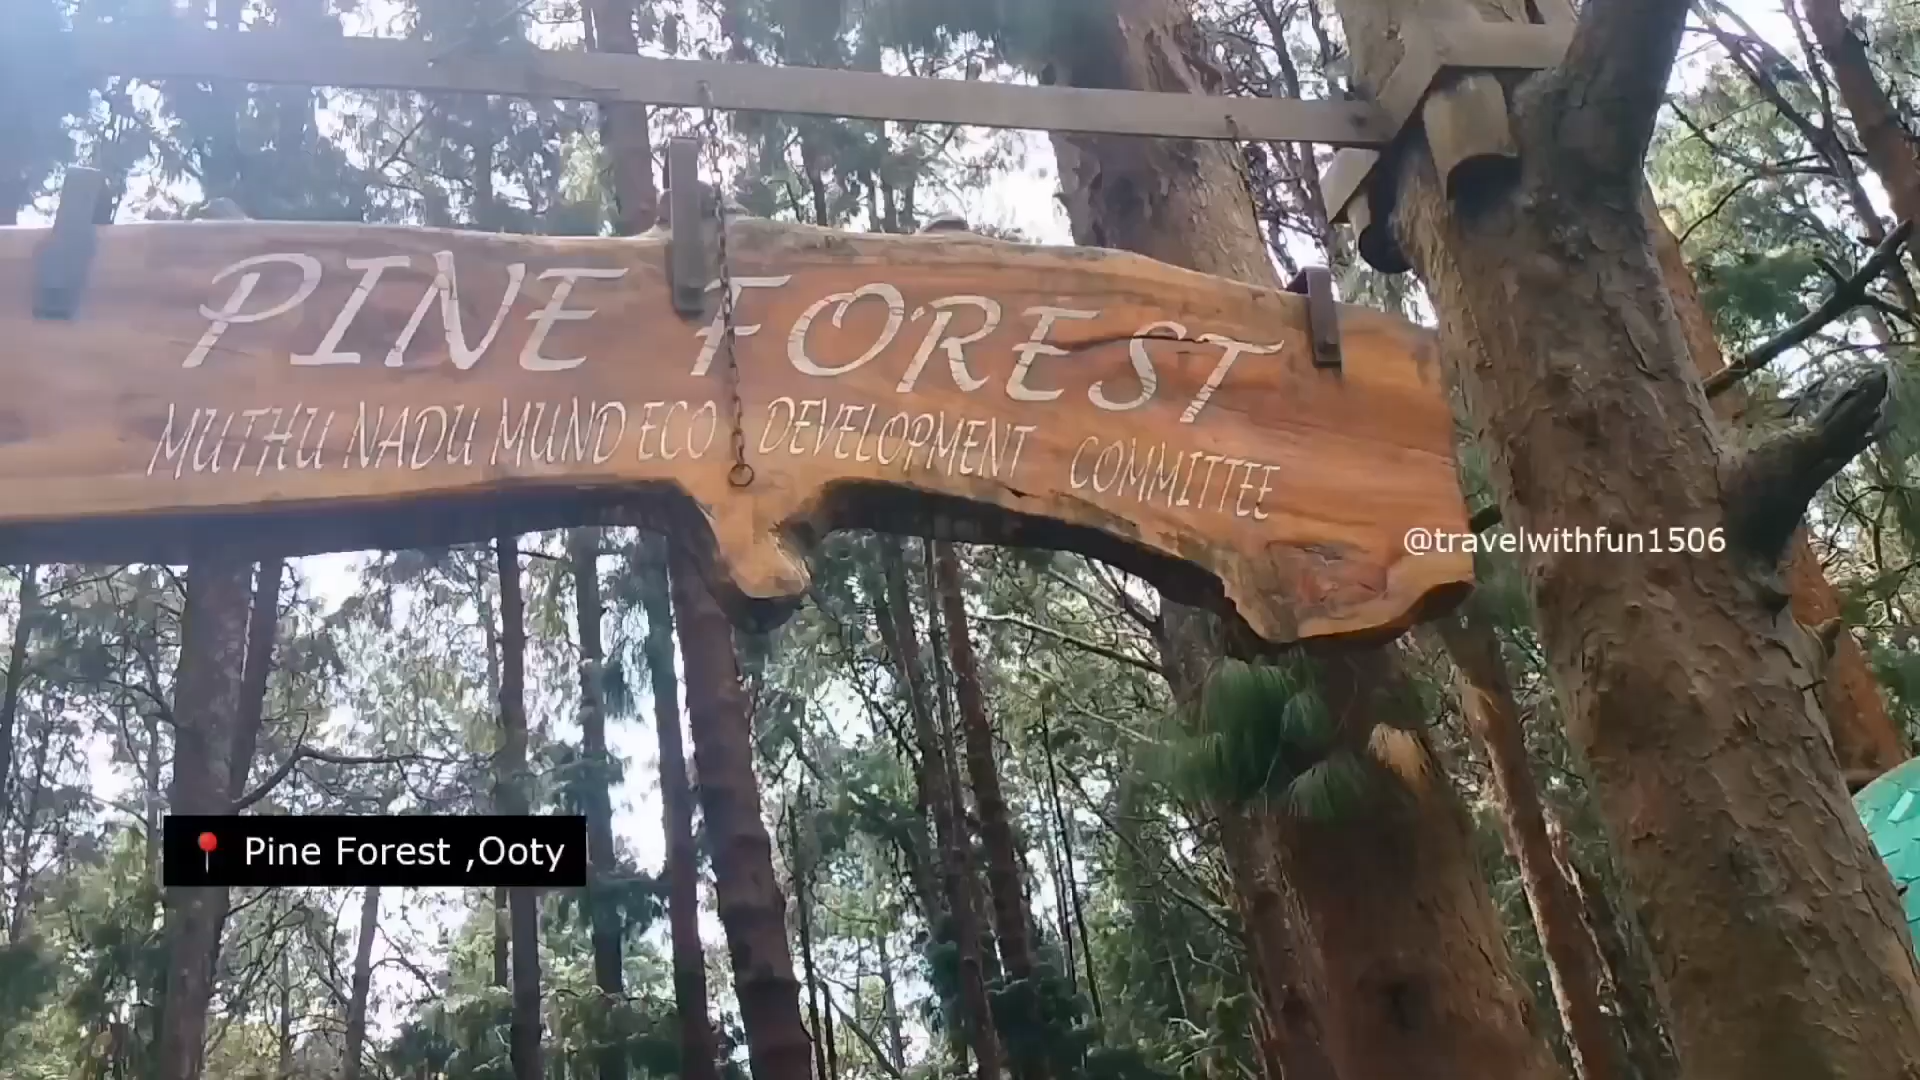 PINE FOREST
MUTHU NADU MUND ECO DEVELOPMENT COMMITTEE
@travelwithfun1506
📍 Pine Forest ,Ooty